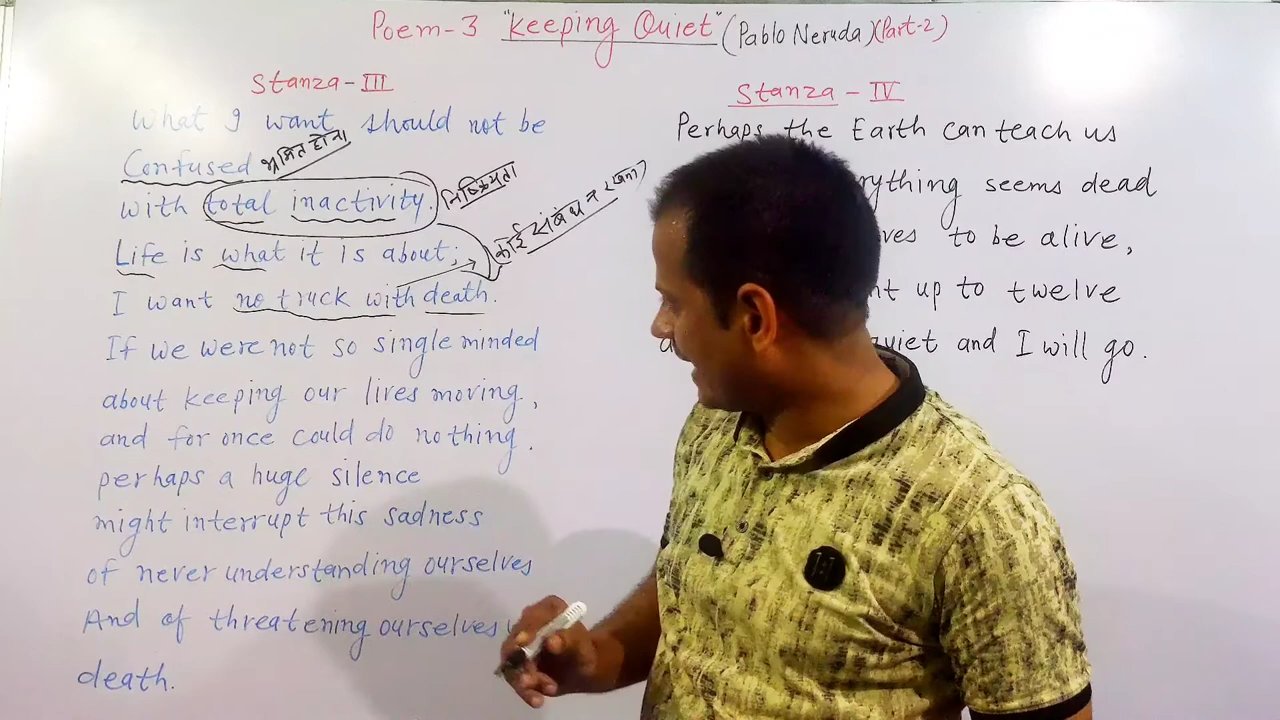 Poem-3 "Keeping Quiet" (Pablo Neruda) (Part-2)
Stanza - III
What I want should not be
Confused भ्रमित होना
with total inactivity. निष्क्रियता
Life is what it is about; कोई संबंध न रखना
I want no truck with death.
If we were not so single minded
about keeping our lives moving,
and for once could do nothing.
perhaps a huge silence
might interrupt this sadness
of never understanding ourselves
And of threatening ourselves
death.
Stanza - IV
Perhaps the Earth can teach us
seems dead
to be alive,
up to twelve
and I will go.